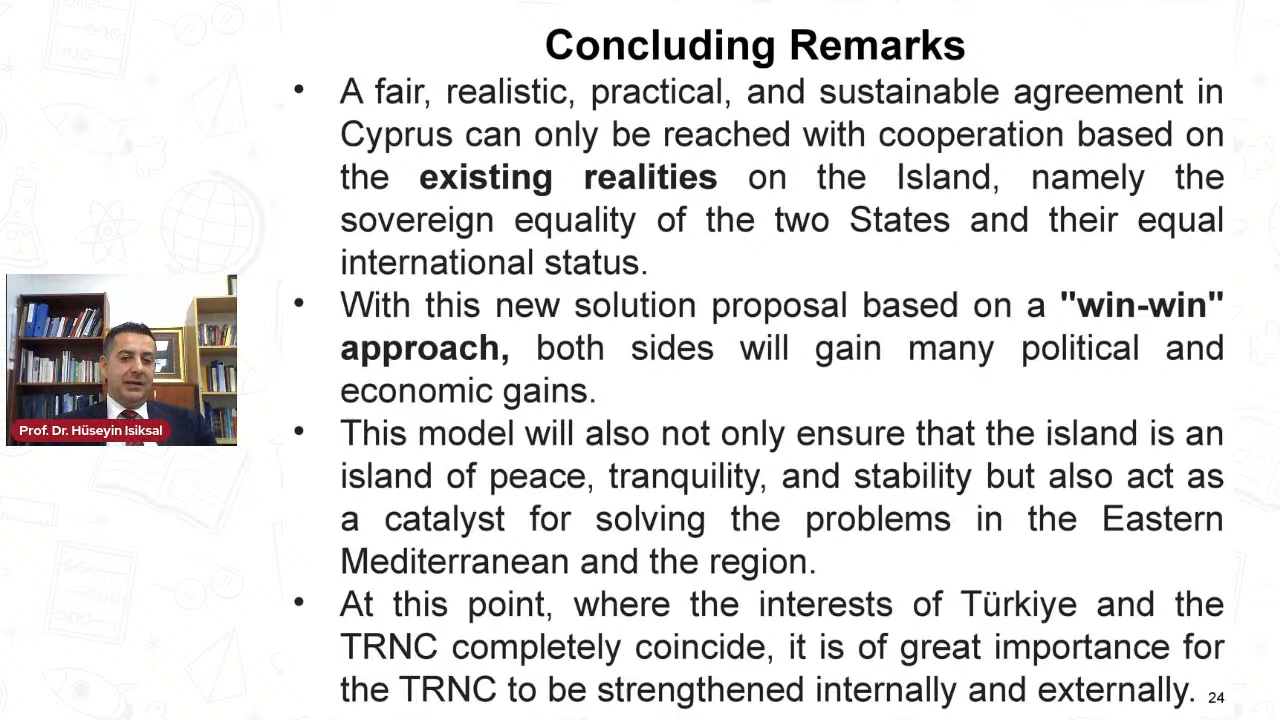 Concluding Remarks
• A fair, realistic, practical, and sustainable agreement in
Cyprus can only be reached with cooperation based on
the existing realities on the Island, namely the
sovereign equality of the two States and their equal
international status.
• With this new solution proposal based on a "win-win"
approach, both sides will gain many political and
economic gains.
• This model will also not only ensure that the island is an
island of peace, tranquility, and stability but also act as
a catalyst for solving the problems in the Eastern
Mediterranean and the region.
• At this point, where the interests of Türkiye and the
TRNC completely coincide, it is of great importance for
the TRNC to be strengthened internally and externally.
24
Prof. Dr. Hüseyin Isiksal